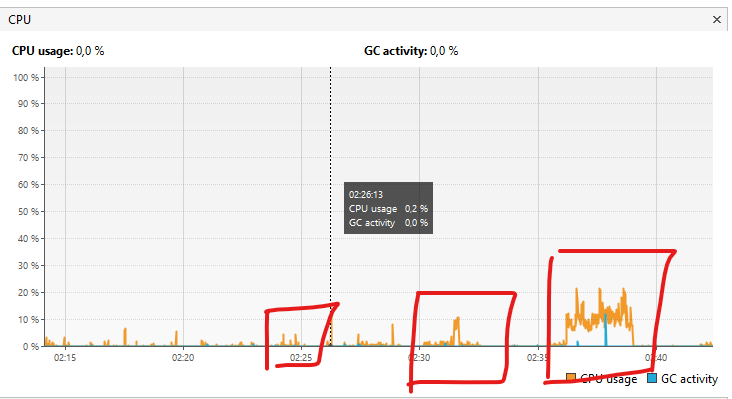 CPU ×
CPU usage: 0,0 % GC activity: 0,0 %
100 %
90 %
80 %
70 %
60 %
50 %
40 %
30 %
20 %
10 %
0 %
02:26:13
CPU usage 0,2 %
GC activity 0,0 %
02:15 02:20 02:25 02:30 02:35 02:40
CPU usage GC activity